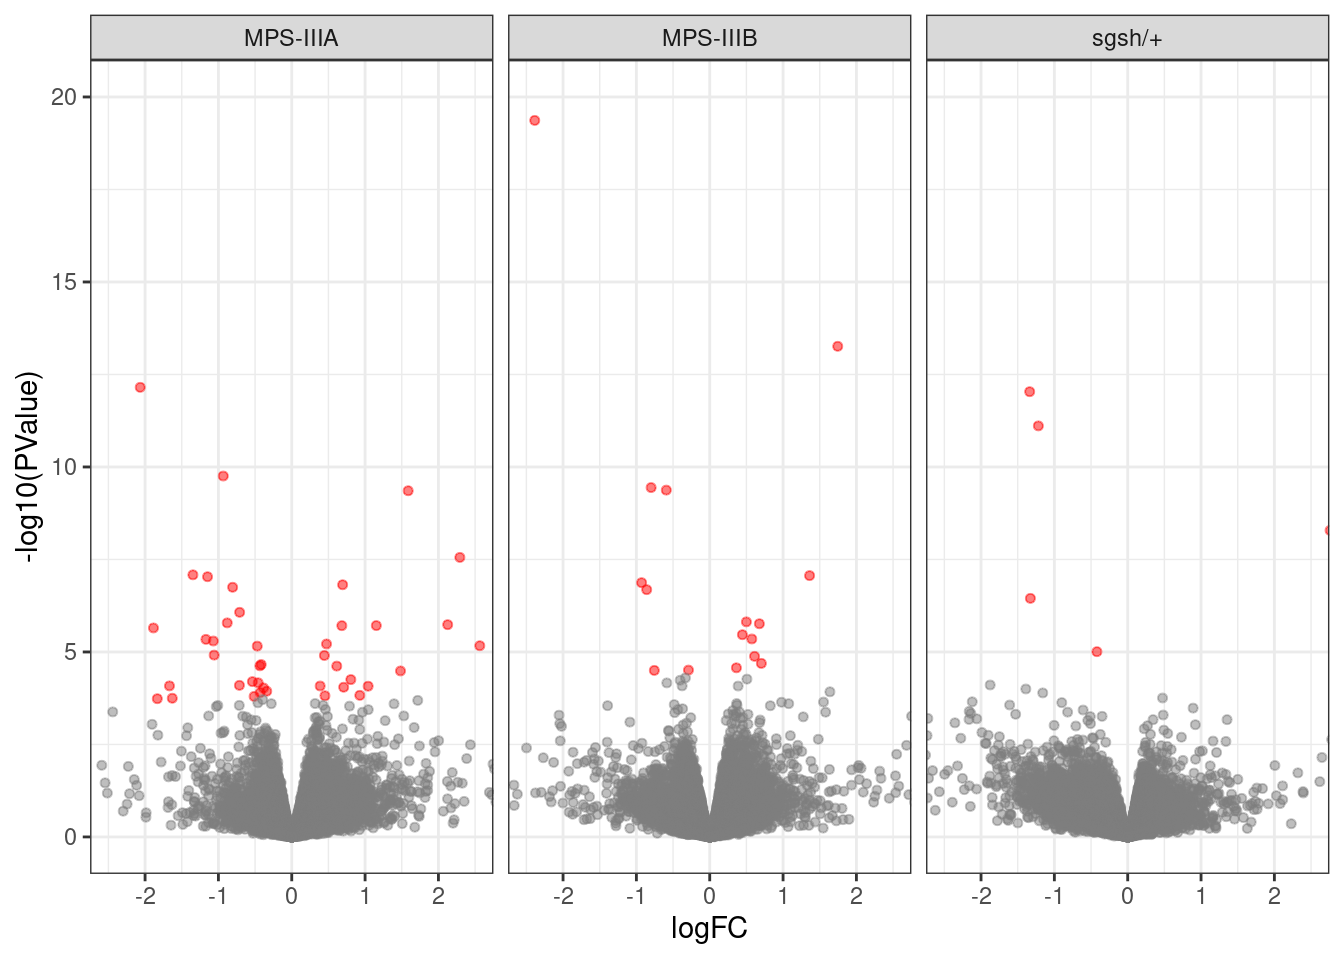 MPS-IIIA
MPS-IIIB
sgsh/+
20
15
10
5
0
-log10(PValue)
-2 -1 0 1 2
-2 -1 0 1 2
-2 -1 0 1 2
logFC